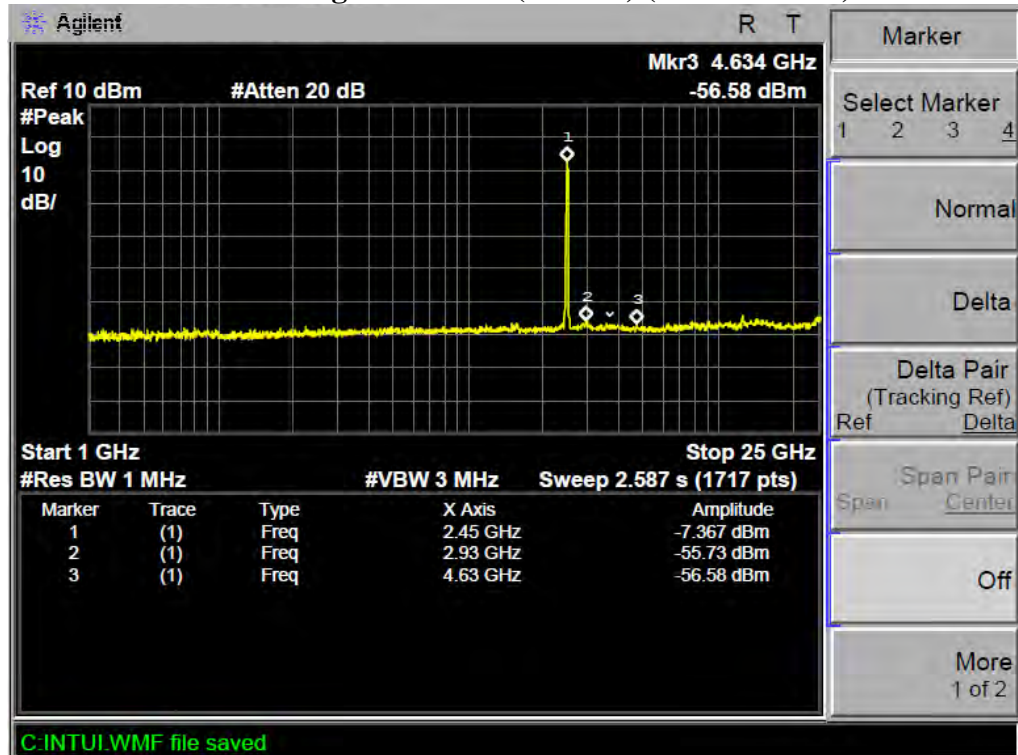 Agilent R T
Mkr3 4.634 GHz
Ref 10 dBm #Atten 20 dB -56.58 dBm
#Peak
Log
10
dB/
1
2
3
Start 1 GHz Stop 25 GHz
#Res BW 1 MHz #VBW 3 MHz Sweep 2.587 s (1717 pts)
Marker Trace Type X Axis Amplitude
1 (1) Freq 2.45 GHz -7.367 dBm
2 (1) Freq 2.93 GHz -55.73 dBm
3 (1) Freq 4.63 GHz -56.58 dBm
C:INTUI.WMF file saved
Marker
Select Marker
1 2 3 4
Normal
Delta
Delta Pair
(Tracking Ref)
Ref Delta
Span Pair
Span Center
Off
More
1 of 2